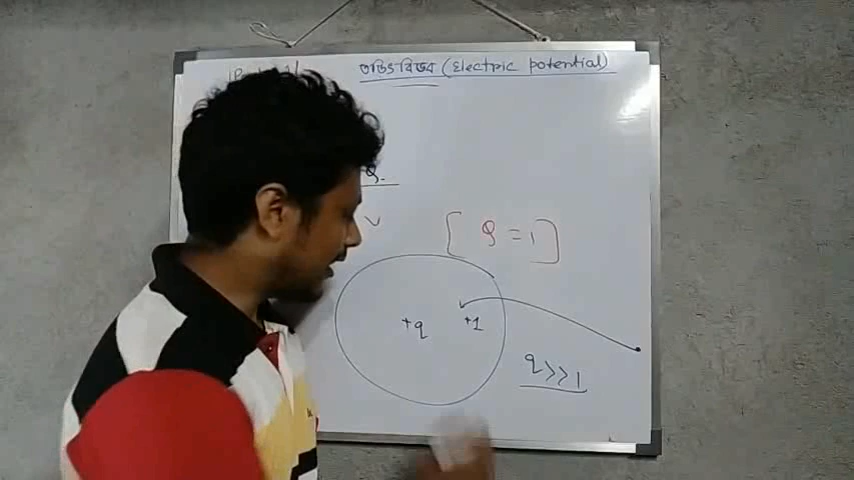 তড়িৎ বিভব (Electric potential)
[ Q = 1 ]
+q
+1
q>>1